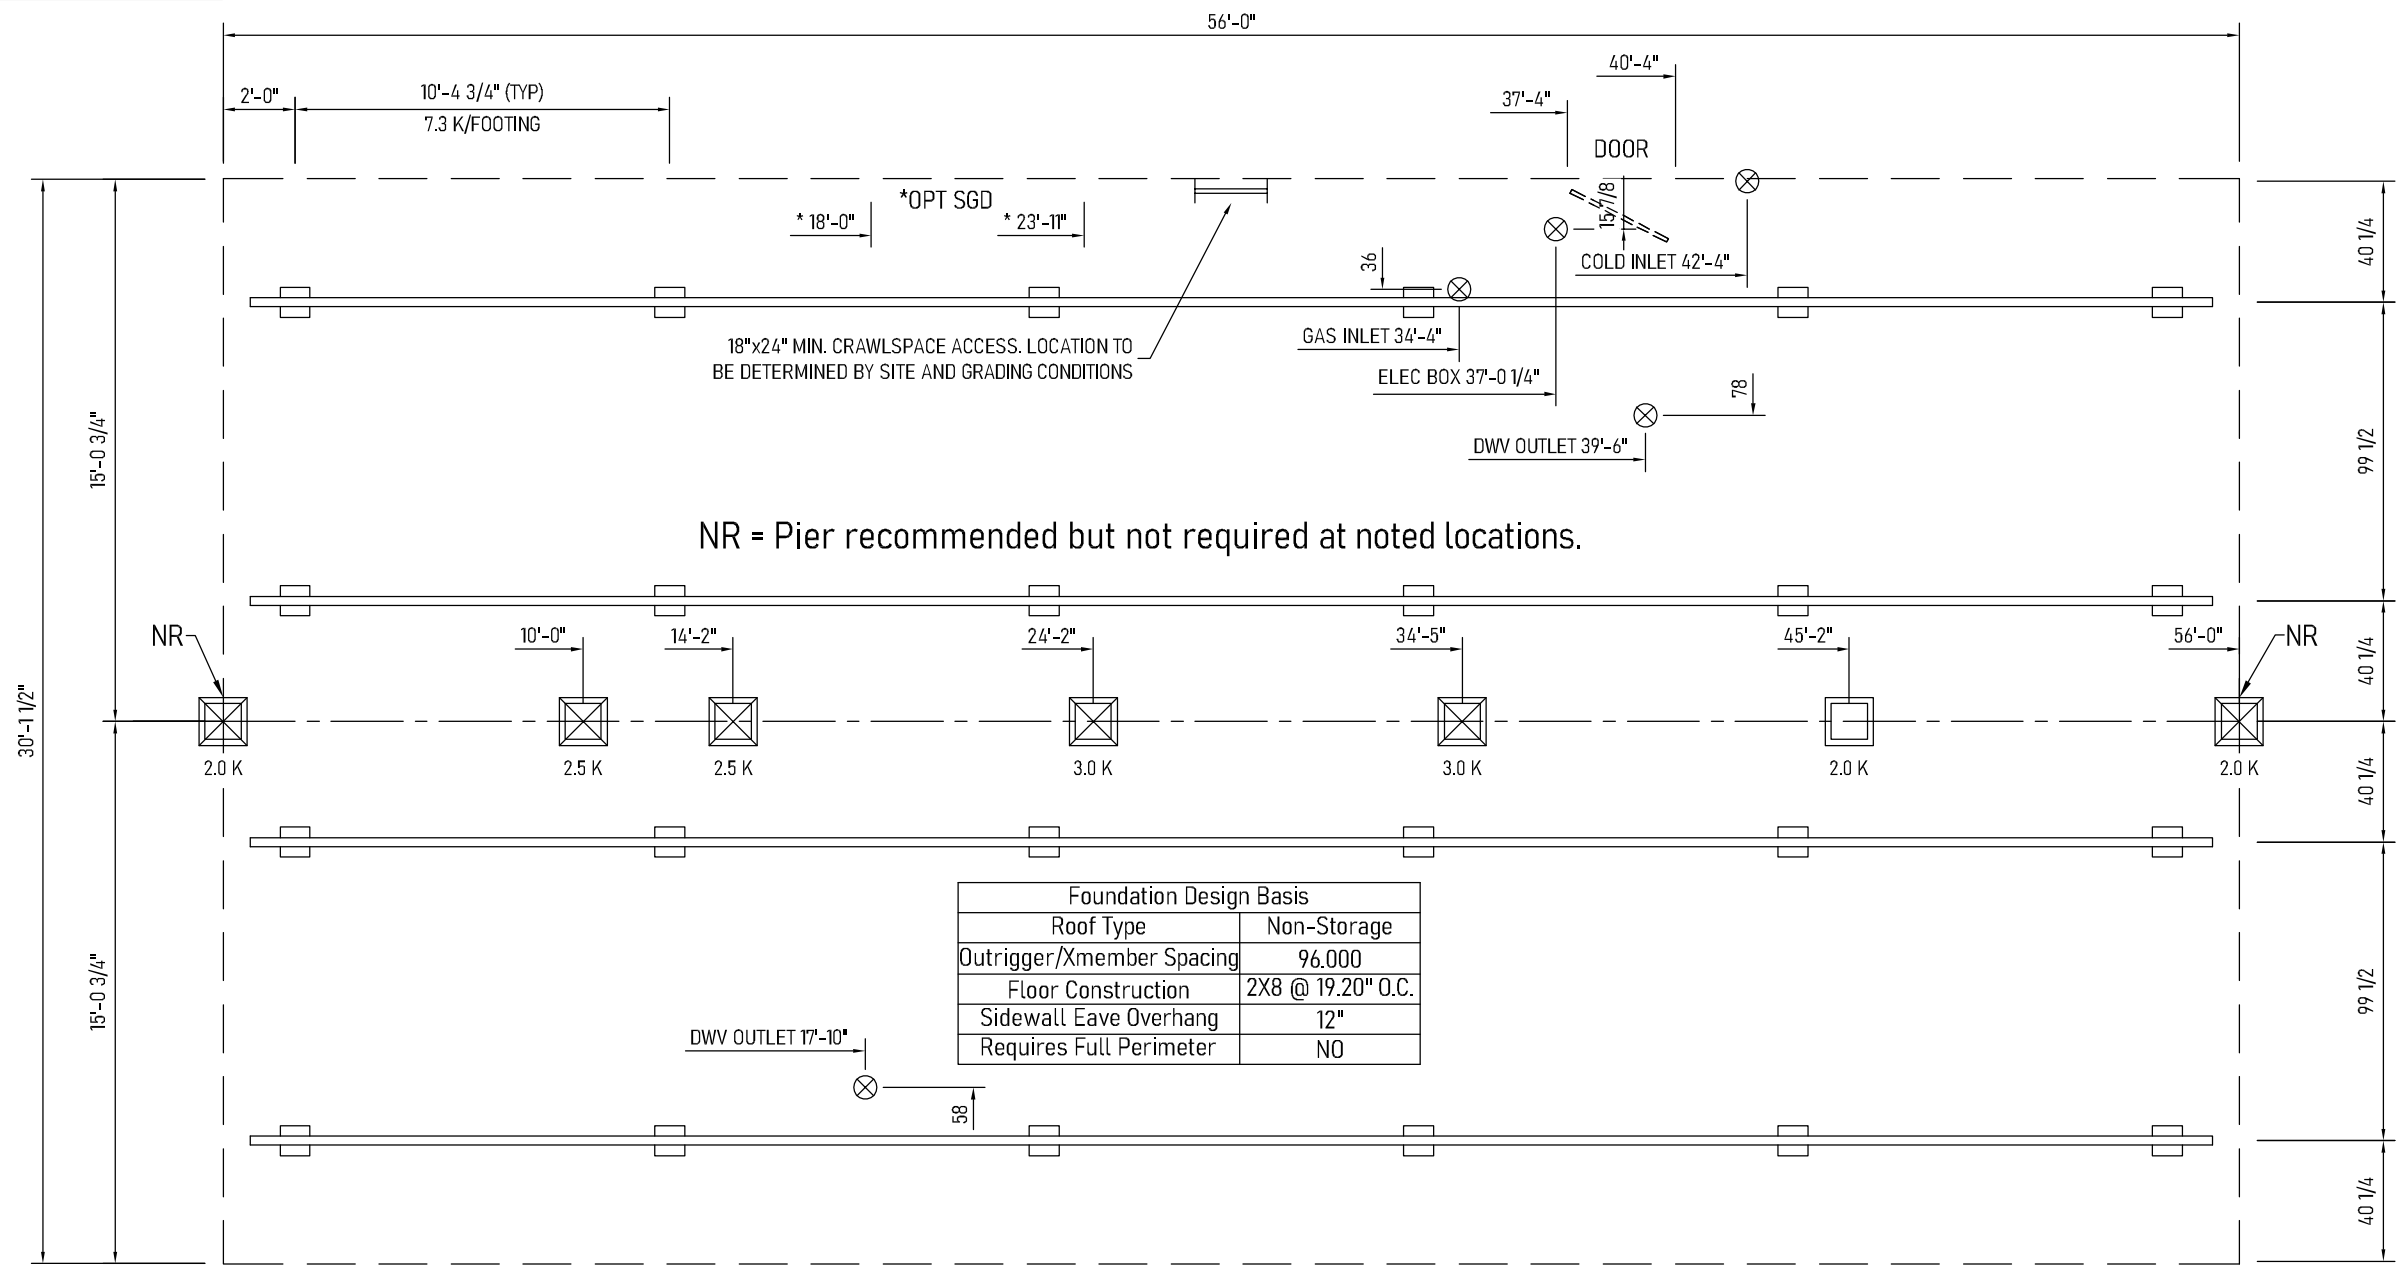 56'-0"
40'-4"
2'-0"
10'-4 3/4" (TYP)
37'-4"
7.3 K/FOOTING
DOOR
*OPT SGD
15 7/8
* 18'-0"
* 23'-11"
40 1/4
36
COLD INLET 42'-4"
18"x24" MIN. CRAWLSPACE ACCESS. LOCATION TO
BE DETERMINED BY SITE AND GRADING CONDITIONS
GAS INLET 34'-4"
ELEC BOX 37'-0 1/4"
78
DWV OUTLET 39'-6"
15'-0 3/4"
99 1/2
NR = Pier recommended but not required at noted locations.
NR
10'-0"
14'-2"
24'-2"
34'-5"
45'-2"
56'-0"
NR
40 1/4
30'-1 1/2"
2.0 K
2.5 K
2.5 K
3.0 K
3.0 K
2.0 K
2.0 K
40 1/4
Foundation Design Basis
Roof Type Non-Storage
Outrigger/Xmember Spacing 96.000
Floor Construction 2X8 @ 19.20" O.C.
Sidewall Eave Overhang 12"
Requires Full Perimeter NO
15'-0 3/4"
99 1/2
DWV OUTLET 17'-10"
58
40 1/4